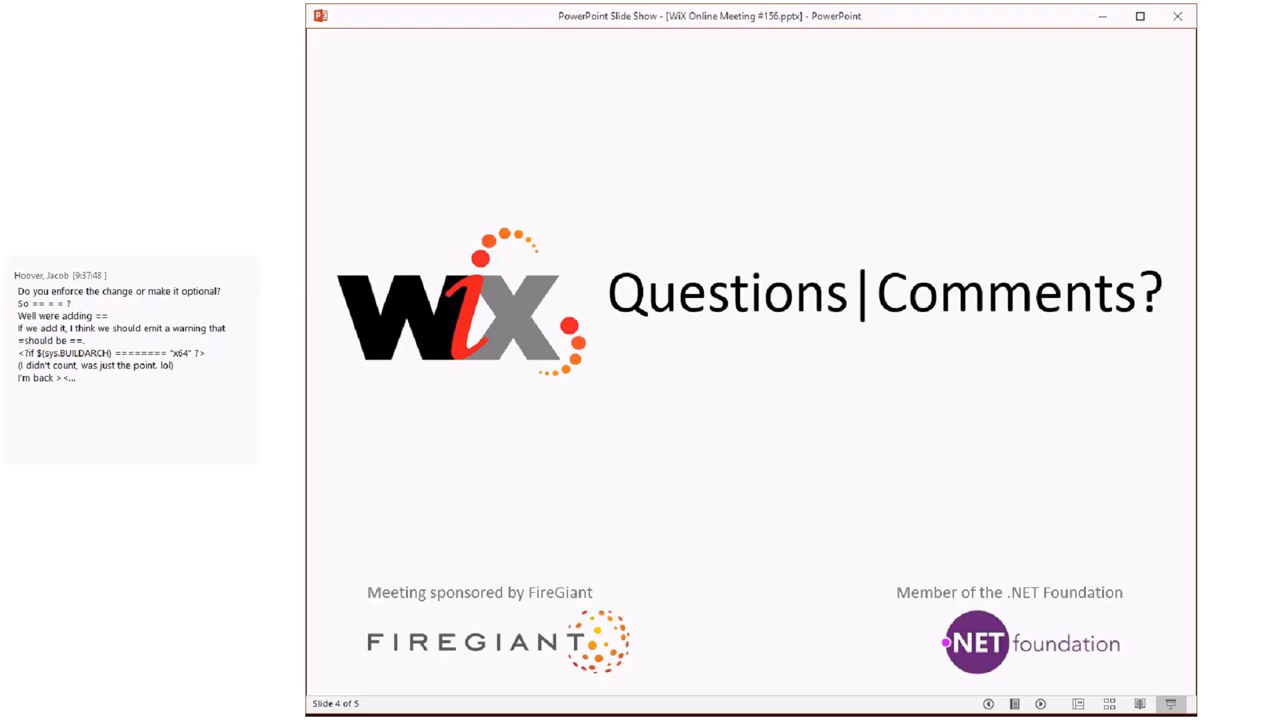 PowerPoint Slide Show - [WiX Online Meeting #156.pptx] - PowerPoint
Hoover, Jacob [9:37:48 ]
Do you enforce the change or make it optional?
So == = = ?
Well were adding ==
If we add it, I think we should emit a warning that
=should be ==.
<?if $(sys.BUILDARCH) ======== "x64" ?>
(I didn't count, was just the point. lol)
I'm back > <...
WiX
Questions|Comments?
Meeting sponsored by FireGiant
FIREGIANT
Member of the .NET Foundation
.NET foundation
Slide 4 of 5